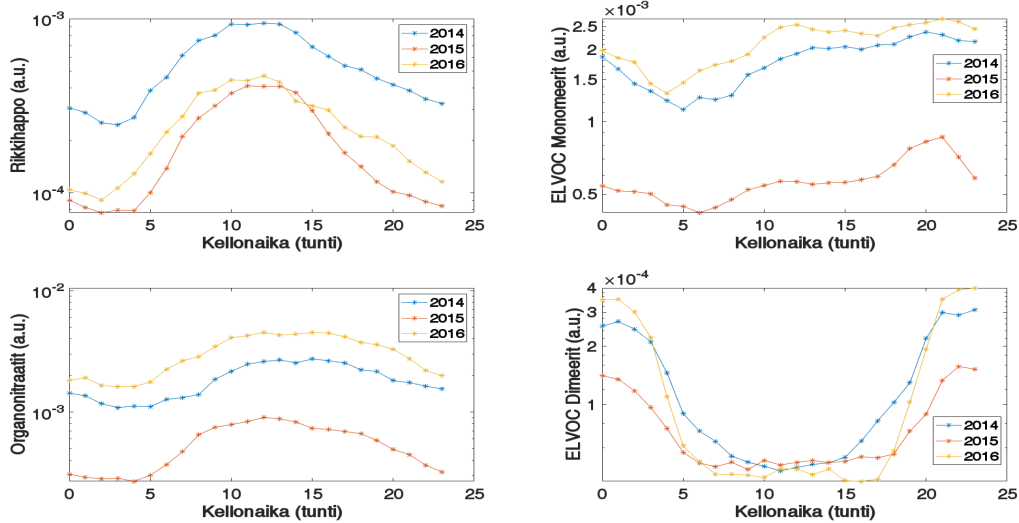 Rikkihappo (a.u.)
10^-3
10^-4
2014
2015
2016
0 5 10 15 20 25
Kellonaika (tunti)
ELVOC Monomeerit (a.u.)
×10^-3
2.5
2
1.5
1
0.5
2014
2015
2016
0 5 10 15 20 25
Kellonaika (tunti)
Organonitraatit (a.u.)
10^-2
10^-3
2014
2015
2016
0 5 10 15 20 25
Kellonaika (tunti)
ELVOC Dimeerit (a.u.)
×10^-4
4
3
2
1
2014
2015
2016
0 5 10 15 20 25
Kellonaika (tunti)